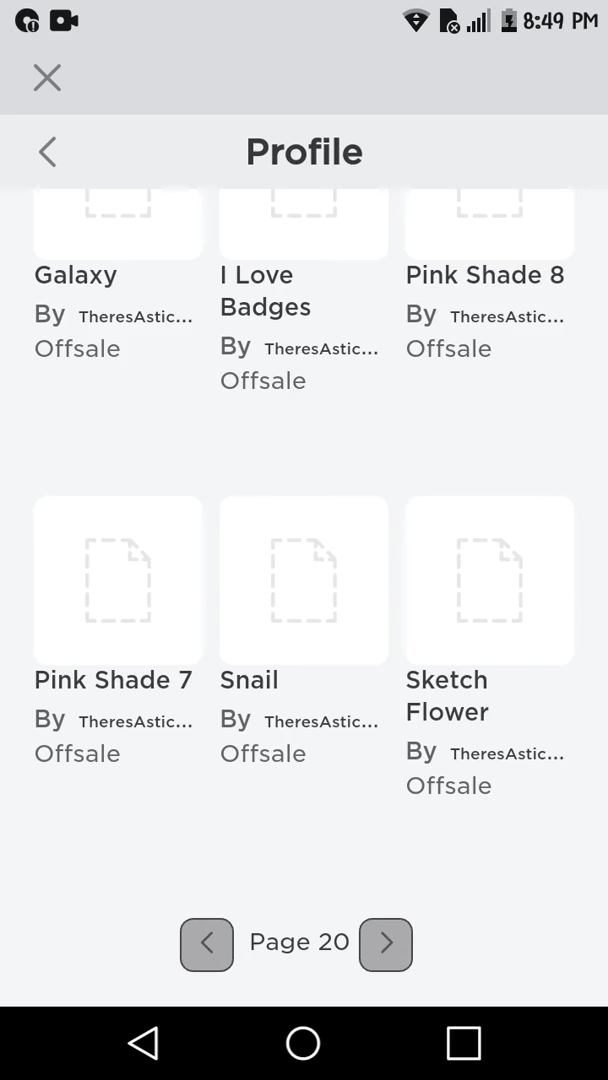 8:49 PM
Profile
Galaxy
By TheresAstic...
Offsale
I Love
Badges
By TheresAstic...
Offsale
Pink Shade 8
By TheresAstic...
Offsale
Pink Shade 7
By TheresAstic...
Offsale
Snail
By TheresAstic...
Offsale
Sketch
Flower
By TheresAstic...
Offsale
Page 20